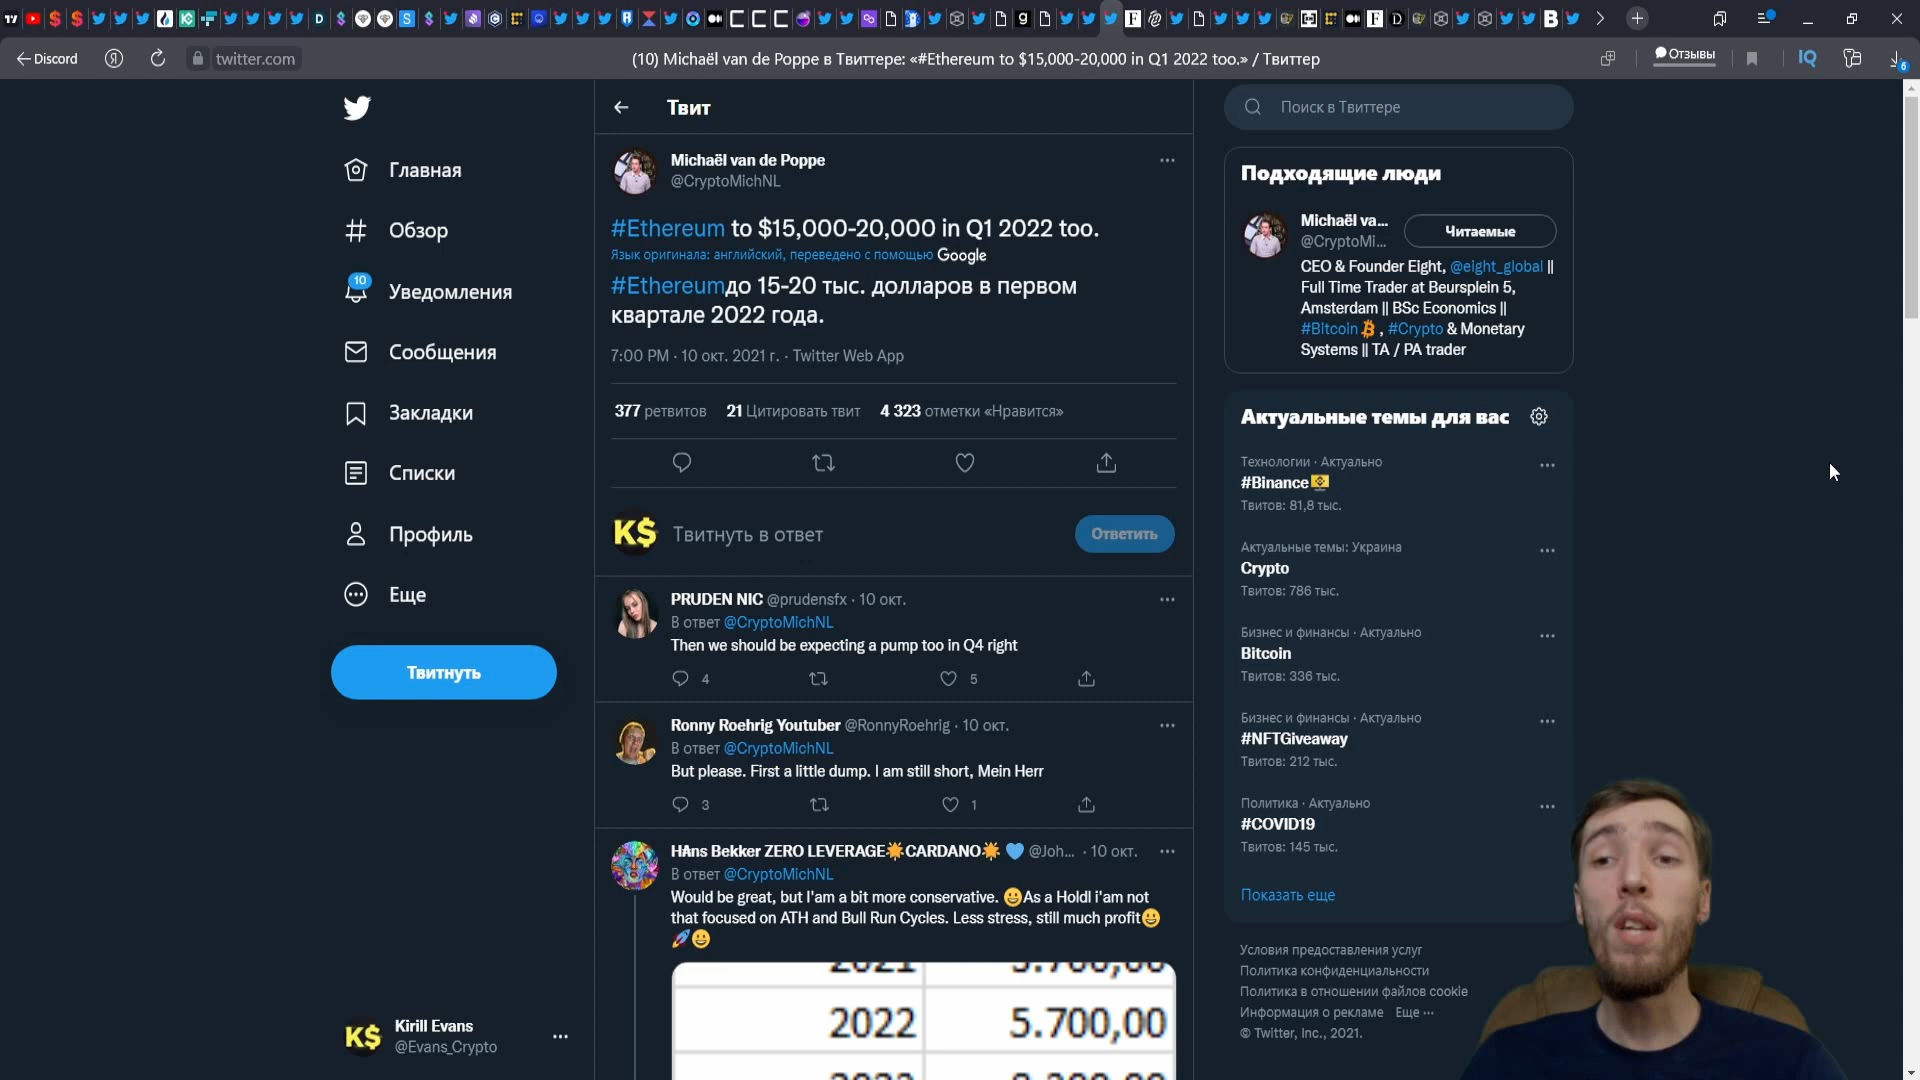 Discord
twitter.com
(10) Michaël van de Poppe в Твиттере: «#Ethereum to $15,000-20,000 in Q1 2022 too.» / Твиттер
Отзывы
Главная
Обзор
10
Уведомления
Сообщения
Закладки
Списки
Профиль
Еще
Твитнуть
K$
Kirill Evans
@Evans_Crypto
Твит
Michaël van de Poppe
@CryptoMichNL
#Ethereum to $15,000-20,000 in Q1 2022 too.
Язык оригинала: английский, переведено с помощью Google
#Ethereumдо 15-20 тыс. долларов в первом
квартале 2022 года.
7:00 PM · 10 окт. 2021 г. · Twitter Web App
377 ретвитов 21 Цитировать твит 4 323 отметки «Нравится»
K$ Твитнуть в ответ
Ответить
PRUDEN NIC @prudensfx · 10 окт.
В ответ @CryptoMichNL
Then we should be expecting a pump too in Q4 right
4 5
Ronny Roehrig Youtuber @RonnyRoehrig · 10 окт.
В ответ @CryptoMichNL
But please. First a little dump. I am still short, Mein Herr
3 1
HAns Bekker ZERO LEVERAGE🌟CARDANO🌟 💙 @Joh... · 10 окт.
В ответ @CryptoMichNL
Would be great, but I'am a bit more conservative. 😀As a Holdl i'am not
that focused on ATH and Bull Run Cycles. Less stress, still much profit😀
🚀😀
2022 5.700,00
Поиск в Твиттере
Подходящие люди
Michaël va...
@CryptoMi...
Читаемые
CEO & Founder Eight, @eight_global ||
Full Time Trader at Beursplein 5,
Amsterdam || BSc Economics ||
#Bitcoin , #Crypto & Monetary
Systems || TA / PA trader
Актуальные темы для вас
Технологии · Актуально
#Binance
Твитов: 81,8 тыс.
Актуальные темы: Украина
Crypto
Твитов: 786 тыс.
Бизнес и финансы · Актуально
Bitcoin
Твитов: 336 тыс.
Бизнес и финансы · Актуально
#NFTGiveaway
Твитов: 212 тыс.
Политика · Актуально
#COVID19
Твитов: 145 тыс.
Показать еще
Условия предоставления услуг
Политика конфиденциальности
Политика в отношении файлов cookie
Информация о рекламе Еще ···
© Twitter, Inc., 2021.